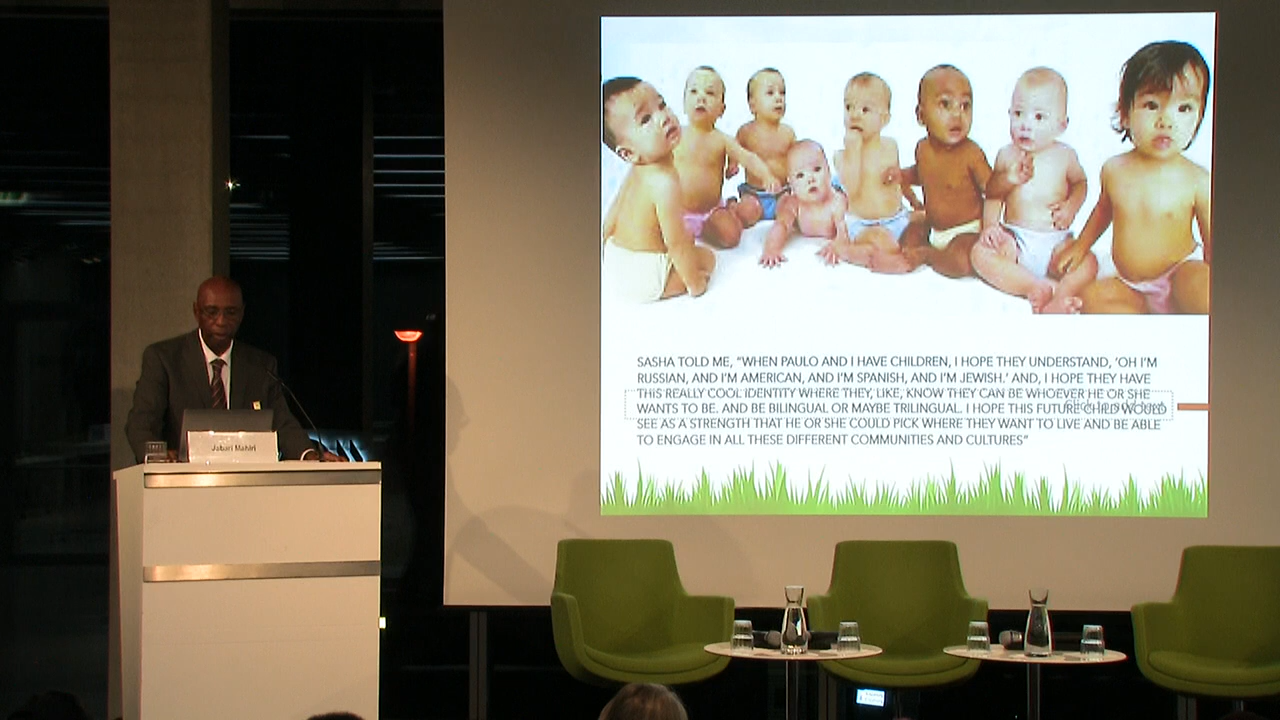 SASHA TOLD ME, “WHEN PAULO AND I HAVE CHILDREN, I HOPE THEY UNDERSTAND, ‘OH I’M
RUSSIAN, AND I’M AMERICAN, AND I’M SPANISH, AND I’M JEWISH.’ AND, I HOPE THEY HAVE
THIS REALLY COOL IDENTITY WHERE THEY, LIKE, KNOW THEY CAN BE WHOEVER HE OR SHE
WANTS TO BE. AND BE BILINGUAL OR MAYBE TRILINGUAL. I HOPE THIS FUTURE CHILD WOULD
SEE AS A STRENGTH THAT HE OR SHE COULD PICK WHERE THEY WANT TO LIVE AND BE ABLE
TO ENGAGE IN ALL THESE DIFFERENT COMMUNITIES AND CULTURES”
Jabari Mahiri